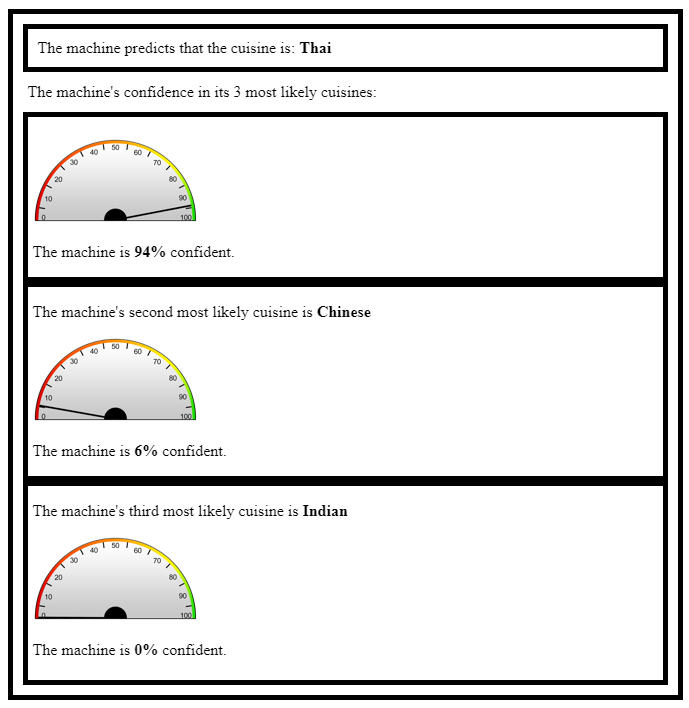 The machine predicts that the cuisine is: Thai
The machine's confidence in its 3 most likely cuisines:
0 10 20 30 40 50 60 70 80 90 100
The machine is 94% confident.
The machine's second most likely cuisine is Chinese
0 10 20 30 40 50 60 70 80 90 100
The machine is 6% confident.
The machine's third most likely cuisine is Indian
0 10 20 30 40 50 60 70 80 90 100
The machine is 0% confident.